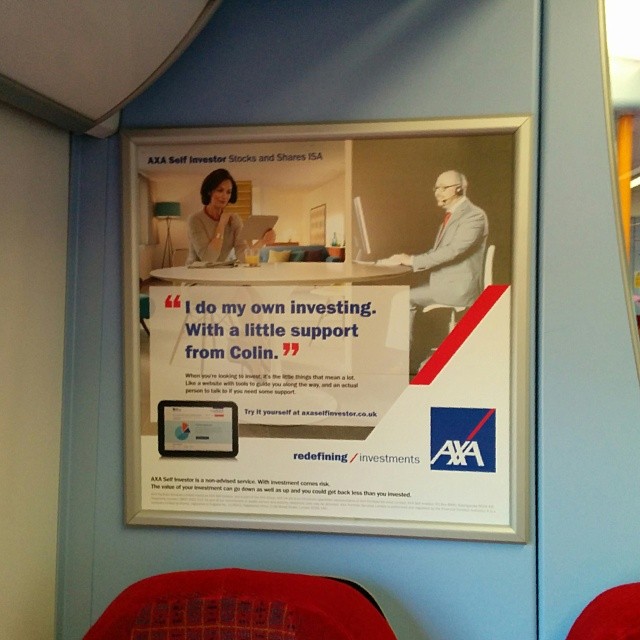 AXA Self Investor Stocks and Shares ISA
“I do my own investing.
With a little support
from Colin.”
When you're looking to invest, it's the little things that mean a lot.
Like a website with tools to guide you along the way, and an actual
person to talk to if you need some support.
Try it yourself at axaselfinvestor.co.uk
redefining / investments
AXA
AXA Self Investor is a non-advised service. With investment comes risk.
The value of your investment can go down as well as up and you could get back less than you invested.